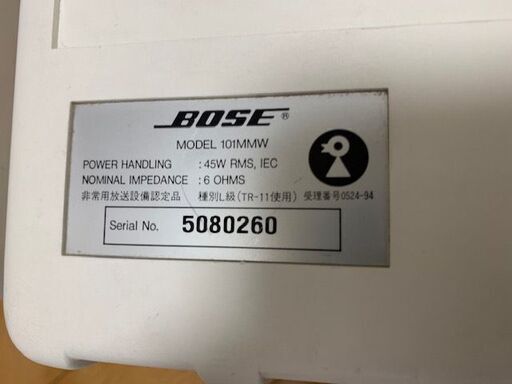 BOSE®
MODEL 101MMW
POWER HANDLING : 45W RMS, IEC
NOMINAL IMPEDANCE : 6 OHMS
非常用放送設備認定品 種別L級(TR-11使用) 受理番号0524-94
Serial No. 5080260